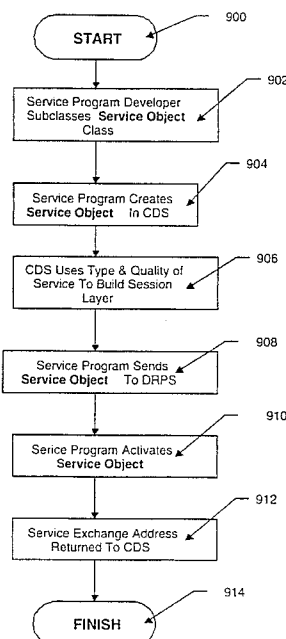 START
900
Service Program Developer
Subclasses Service Object
Class
902
Service Program Creates
Service Object In CDS
904
CDS Uses Type & Quality of
Service To Build Session
Layer
906
Service Program Sends
Service Object To DRPS
908
Serice Program Activates
Service Object
910
Service Exchange Address
Returned To CDS
912
FINISH
914